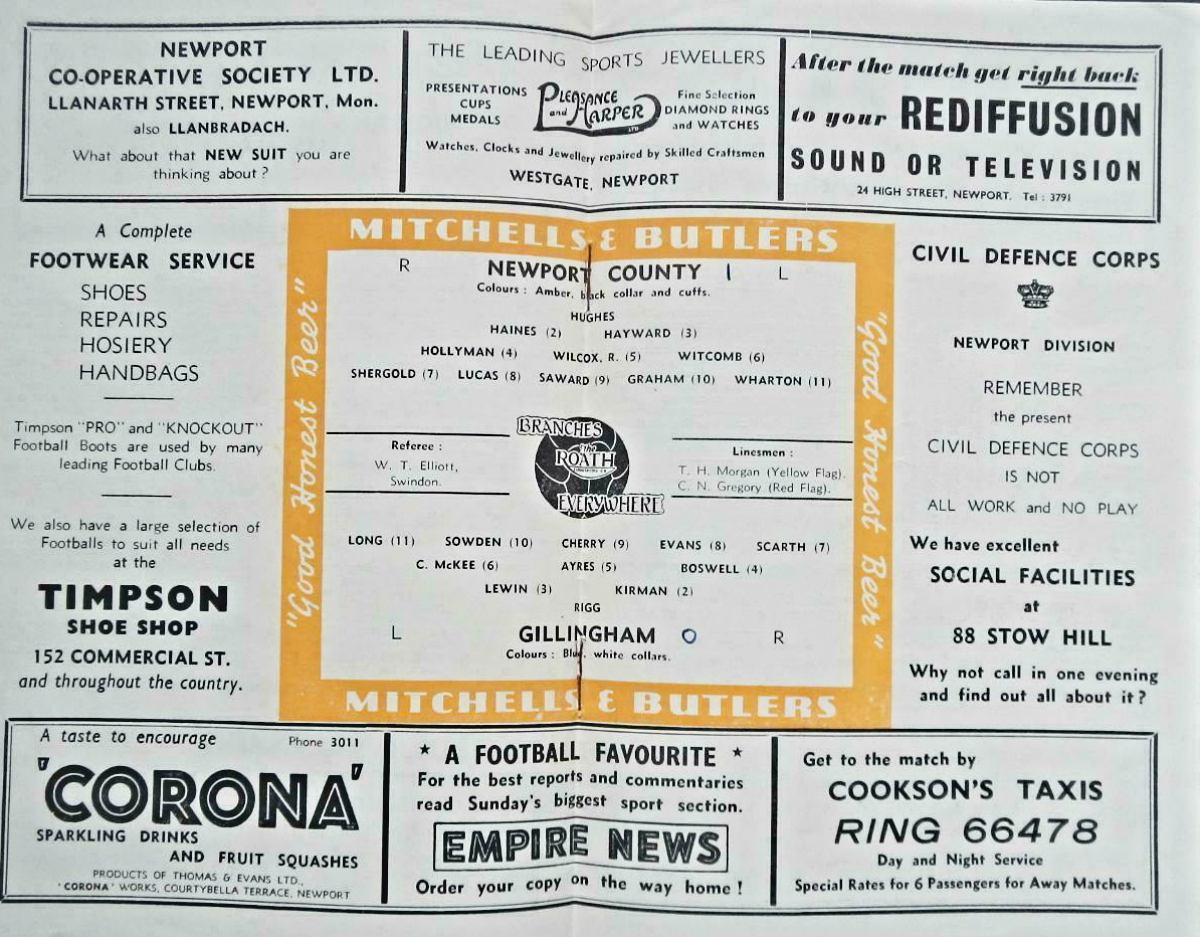 NEWPORT
CO-OPERATIVE SOCIETY LTD.
LLANARTH STREET, NEWPORT, Mon.
also LLANBRADACH.
What about that NEW SUIT you are
thinking about?
THE LEADING SPORTS JEWELLERS
PRESENTATIONS
CUPS
MEDALS
PLEASANCE
and HARPER LTD
Fine Selection
DIAMOND RINGS
and WATCHES
Watches, Clocks and Jewellery repaired by Skilled Craftsmen
WESTGATE, NEWPORT
After the match get right back
to your REDIFFUSION
SOUND OR TELEVISION
24 HIGH STREET, NEWPORT. Tel : 3791
A Complete
FOOTWEAR SERVICE
SHOES
REPAIRS
HOSIERY
HANDBAGS
Timpson "PRO" and "KNOCKOUT"
Football Boots are used by many
leading Football Clubs.
We also have a large selection of
Footballs to suit all needs
at the
TIMPSON
SHOE SHOP
152 COMMERCIAL ST.
and throughout the country.
MITCHELLS & BUTLERS
"Good Honest Beer"
R NEWPORT COUNTY 1 L
Colours : Amber, black collar and cuffs.
HUGHES
HAINES (2) HAYWARD (3)
HOLLYMAN (4) WILCOX, R. (5) WITCOMB (6)
SHERGOLD (7) LUCAS (8) SAWARD (9) GRAHAM (10) WHARTON (11)
Referee :
W. T. Elliott,
Swindon.
BRANCHES
The
ROATH
EVERYWHERE
Linesmen :
T. H. Morgan (Yellow Flag).
C. N. Gregory (Red Flag).
LONG (11) SOWDEN (10) CHERRY (9) EVANS (8) SCARTH (7)
C. McKEE (6) AYRES (5) BOSWELL (4)
LEWIN (3) KIRMAN (2)
RIGG
L GILLINGHAM 0 R
Colours : Blue, white collars.
MITCHELLS & BUTLERS
"Good Honest Beer"
CIVIL DEFENCE CORPS
NEWPORT DIVISION
REMEMBER
the present
CIVIL DEFENCE CORPS
IS NOT
ALL WORK and NO PLAY
We have excellent
SOCIAL FACILITIES
at
88 STOW HILL
Why not call in one evening
and find out all about it?
A taste to encourage Phone 3011
'CORONA'
SPARKLING DRINKS
AND FRUIT SQUASHES
PRODUCTS OF THOMAS & EVANS LTD.,
'CORONA' WORKS, COURTYBELLA TERRACE, NEWPORT
* A FOOTBALL FAVOURITE *
For the best reports and commentaries
read Sunday's biggest sport section.
EMPIRE NEWS
Order your copy on the way home !
Get to the match by
COOKSON'S TAXIS
RING 66478
Day and Night Service
Special Rates for 6 Passengers for Away Matches.